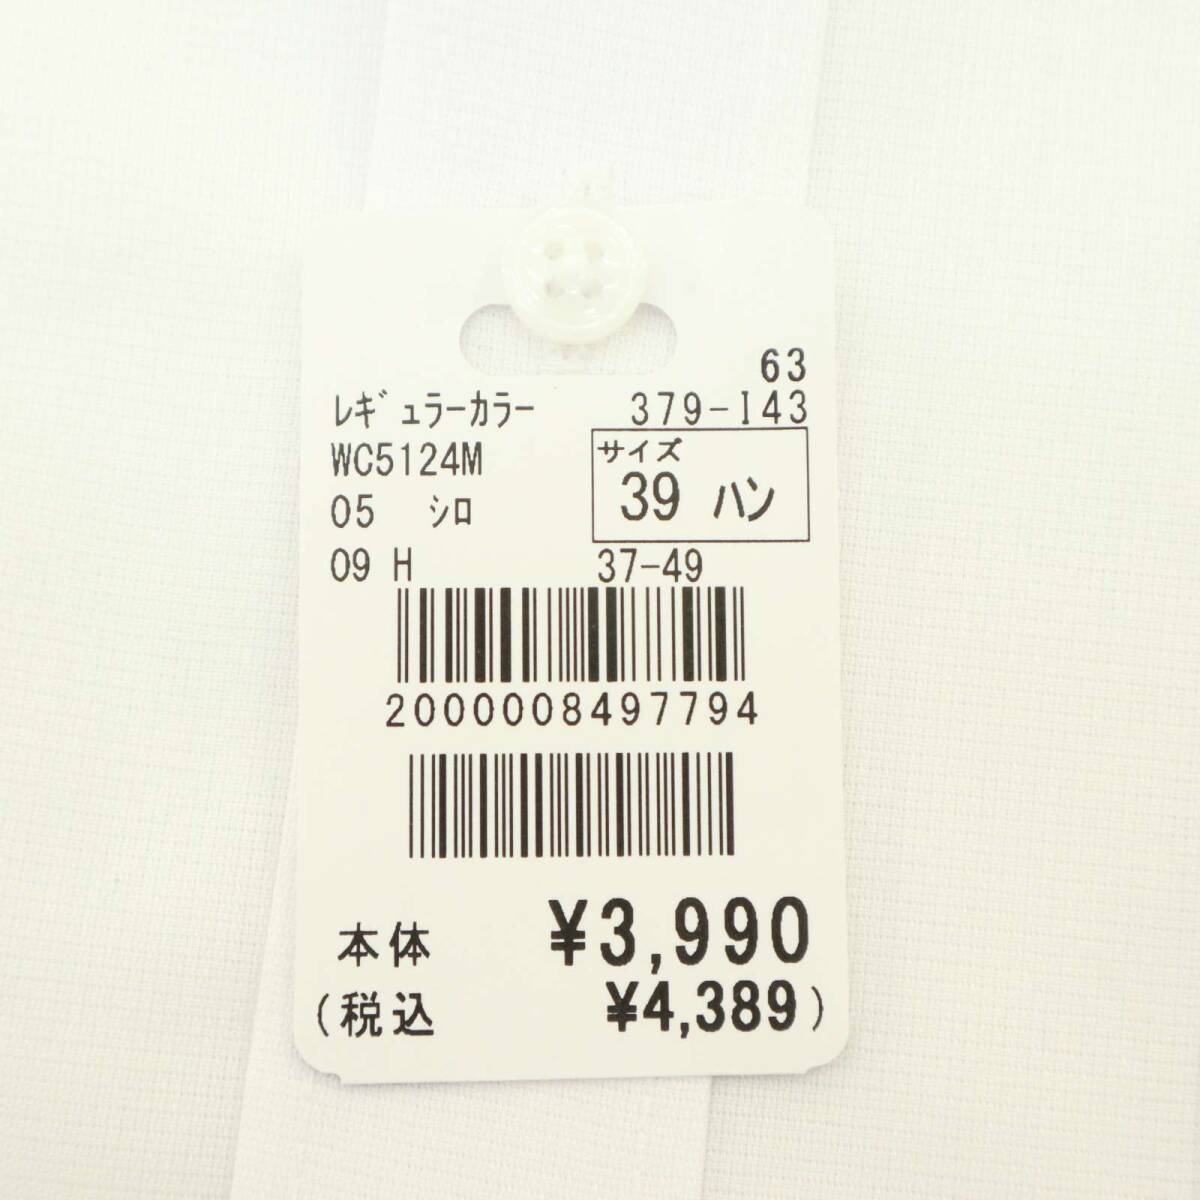 63
ﾚｷﾞｭﾗｰｶﾗｰ 379-143
WC5124M サイズ
05 ｼﾛ 39 ﾊﾝ
09 H 37-49
2000008497794
本体 ¥3,990
(税込 ¥4,389)